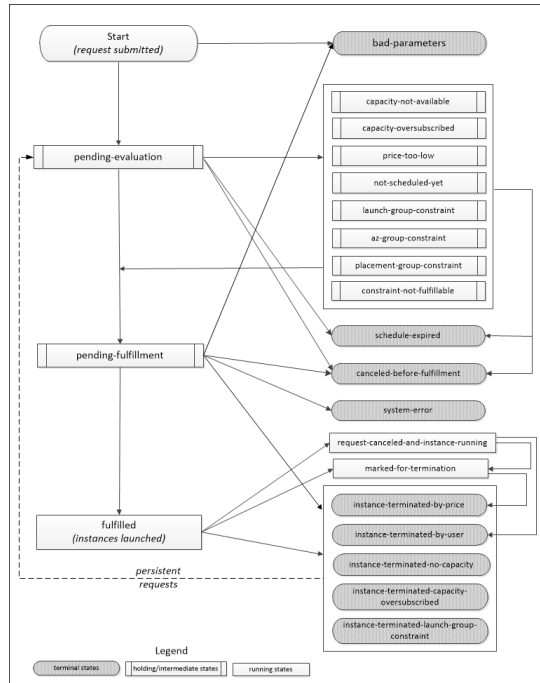 Start
(request submitted)
bad-parameters
capacity-not-available
capacity-oversubscribed
pending-evaluation
price-too-low
not-scheduled-yet
launch-group-constraint
az-group-constraint
placement-group-constraint
constraint-not-fulfillable
schedule-expired
pending-fulfillment
canceled-before-fulfillment
system-error
request-canceled-and-instance-running
marked-for-termination
instance-terminated-by-price
fulfilled
(instances launched)
instance-terminated-by-user
instance-terminated-no-capacity
persistent
requests
instance-terminated-capacity-
oversubscribed
instance-terminated-launch-group-
constraint
Legend
terminal states
holding/intermediate states
running states